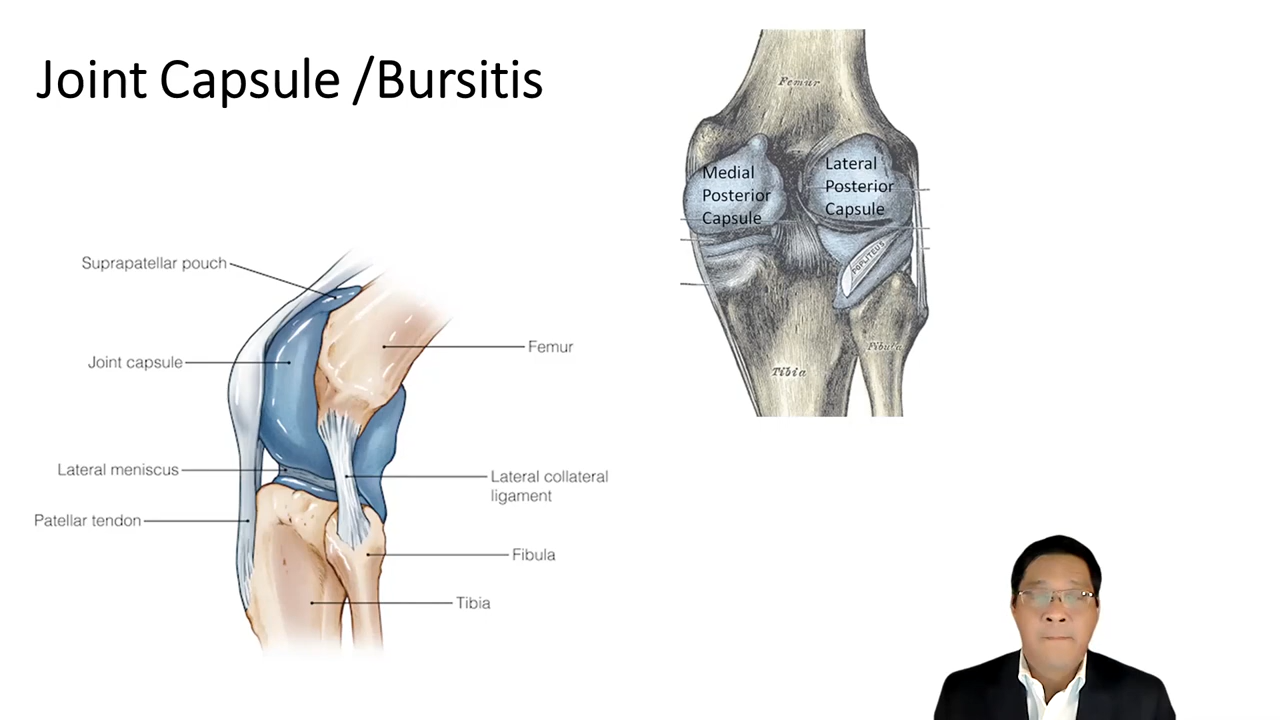 Joint Capsule /Bursitis
Femur
Medial
Posterior
Capsule
Lateral
Posterior
Capsule
POPLITEUS
Fibula
Tibia
Suprapatellar pouch
Joint capsule
Femur
Lateral meniscus
Lateral collateral
ligament
Patellar tendon
Fibula
Tibia